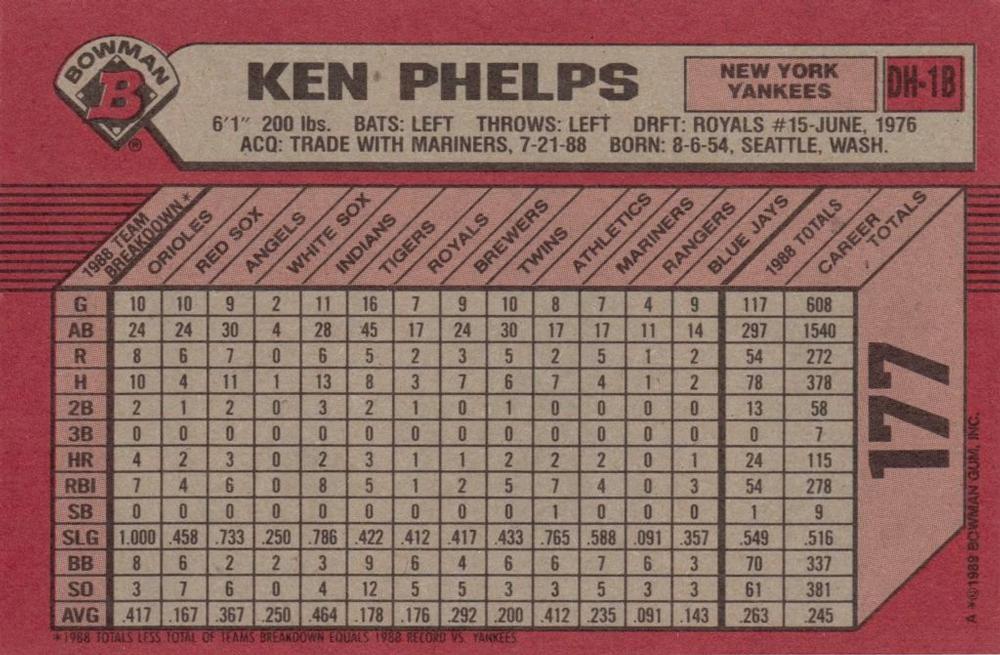 BOWMAN
B
®
KEN PHELPS
NEW YORK
YANKEES
DH-1B
6'1" 200 lbs. BATS: LEFT THROWS: LEFT DRFT: ROYALS #15-JUNE, 1976
ACQ: TRADE WITH MARINERS, 7-21-88 BORN: 8-6-54, SEATTLE, WASH.
1988 TEAM BREAKDOWN* ORIOLES RED SOX ANGELS WHITE SOX INDIANS TIGERS ROYALS BREWERS TWINS ATHLETICS MARINERS RANGERS BLUE JAYS 1988 TOTALS CAREER TOTALS
G 10 10 9 2 11 16 7 9 10 8 7 4 9 117 608
AB 24 24 30 4 28 45 17 24 30 17 17 11 14 297 1540
R 8 6 7 0 6 5 2 3 5 2 5 1 2 54 272
H 10 4 11 1 13 8 3 7 6 7 4 1 2 78 378
2B 2 1 2 0 3 2 1 0 1 0 0 0 0 13 58
3B 0 0 0 0 0 0 0 0 0 0 0 0 0 0 7
HR 4 2 3 0 2 3 1 1 2 2 2 0 1 24 115
RBI 7 4 6 0 8 5 1 2 5 7 4 0 3 54 278
SB 0 0 0 0 0 0 0 0 0 1 0 0 0 1 9
SLG 1.000 .458 .733 .250 .786 .422 .412 .417 .433 .765 .588 .091 .357 .549 .516
BB 8 6 2 2 3 9 6 4 6 6 7 6 3 70 337
SO 3 7 6 0 4 12 5 5 3 3 5 3 3 61 381
AVG .417 .167 .367 .250 .464 .178 .176 .292 .200 .412 .235 .091 .143 .263 .245
177
*1988 TOTALS LESS TOTAL OF TEAMS BREAKDOWN EQUALS 1988 RECORD VS. YANKEES
A*©1989 BOWMAN GUM, INC.